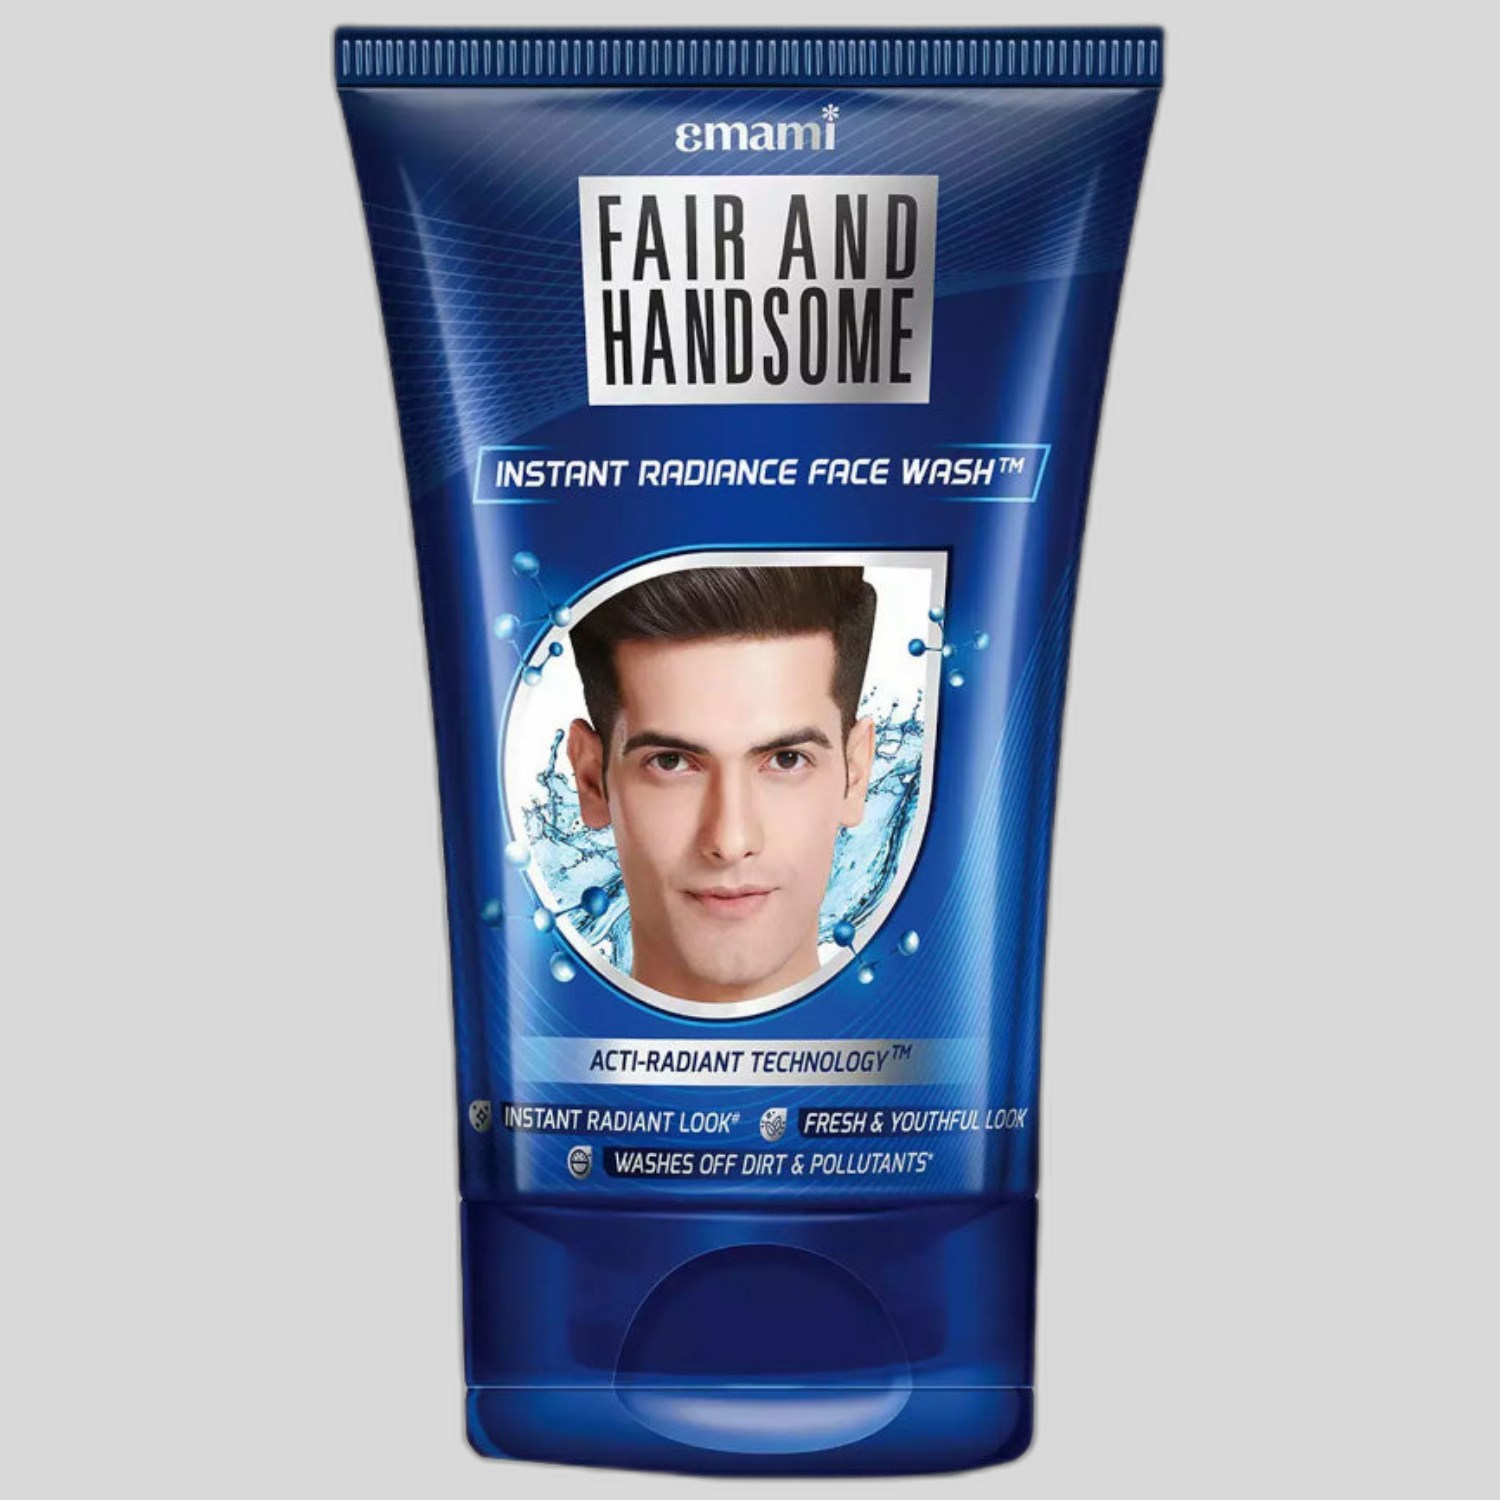 emami*
FAIR AND
HANDSOME
INSTANT RADIANCE FACE WASH™
ACTI-RADIANT TECHNOLOGY™
INSTANT RADIANT LOOK# FRESH & YOUTHFUL LOOK
WASHES OFF DIRT & POLLUTANTS*